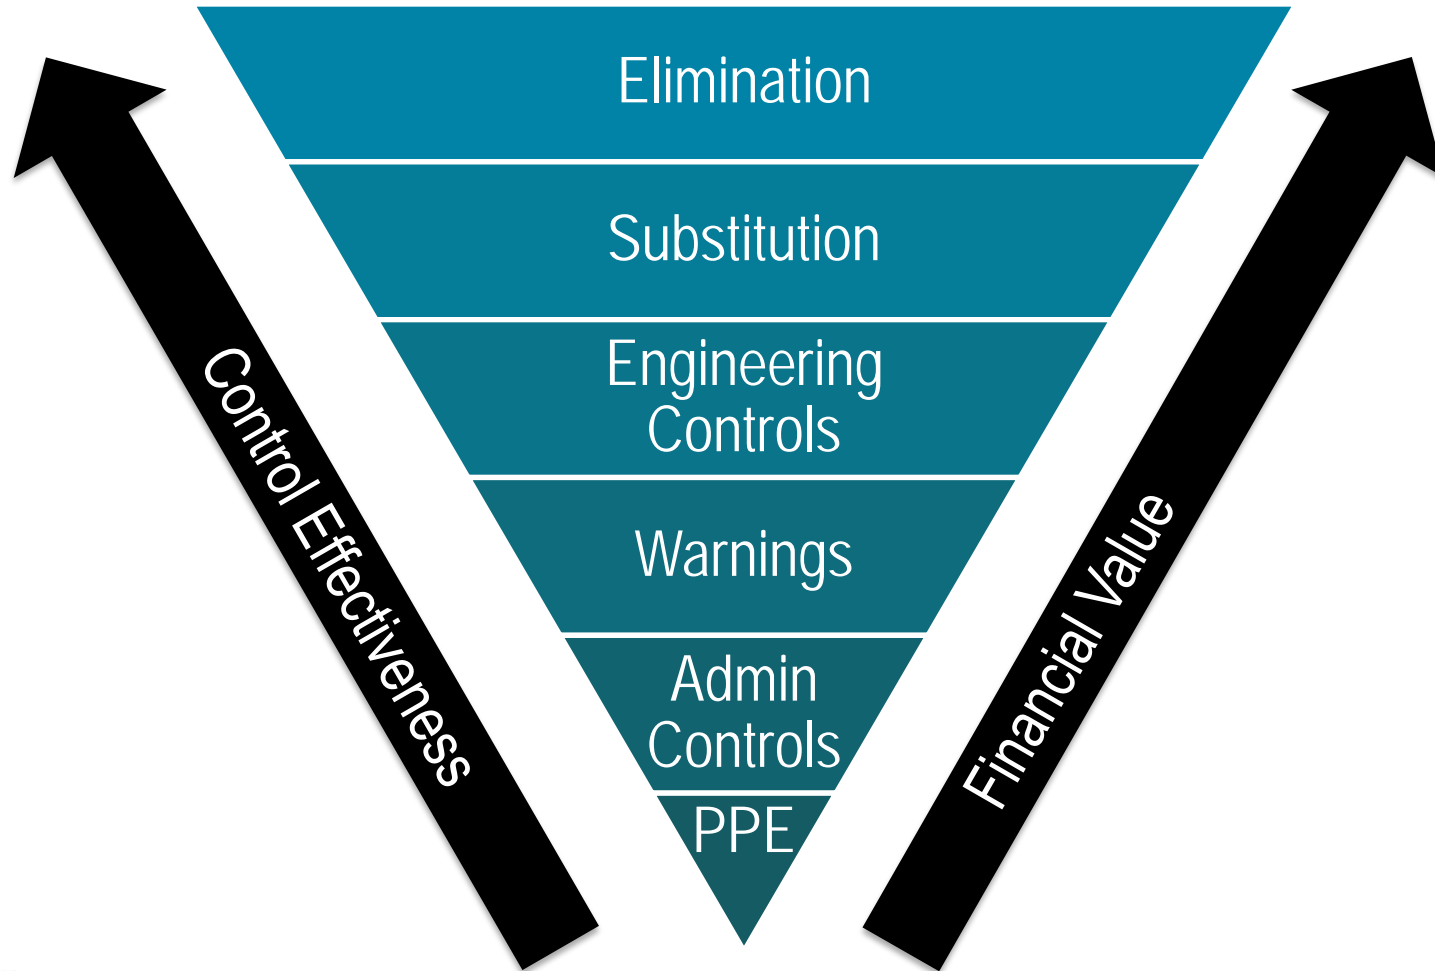 Elimination
Substitution
Engineering
Controls
Warnings
Admin
Controls
PPE
Control Effectiveness
Financial Value